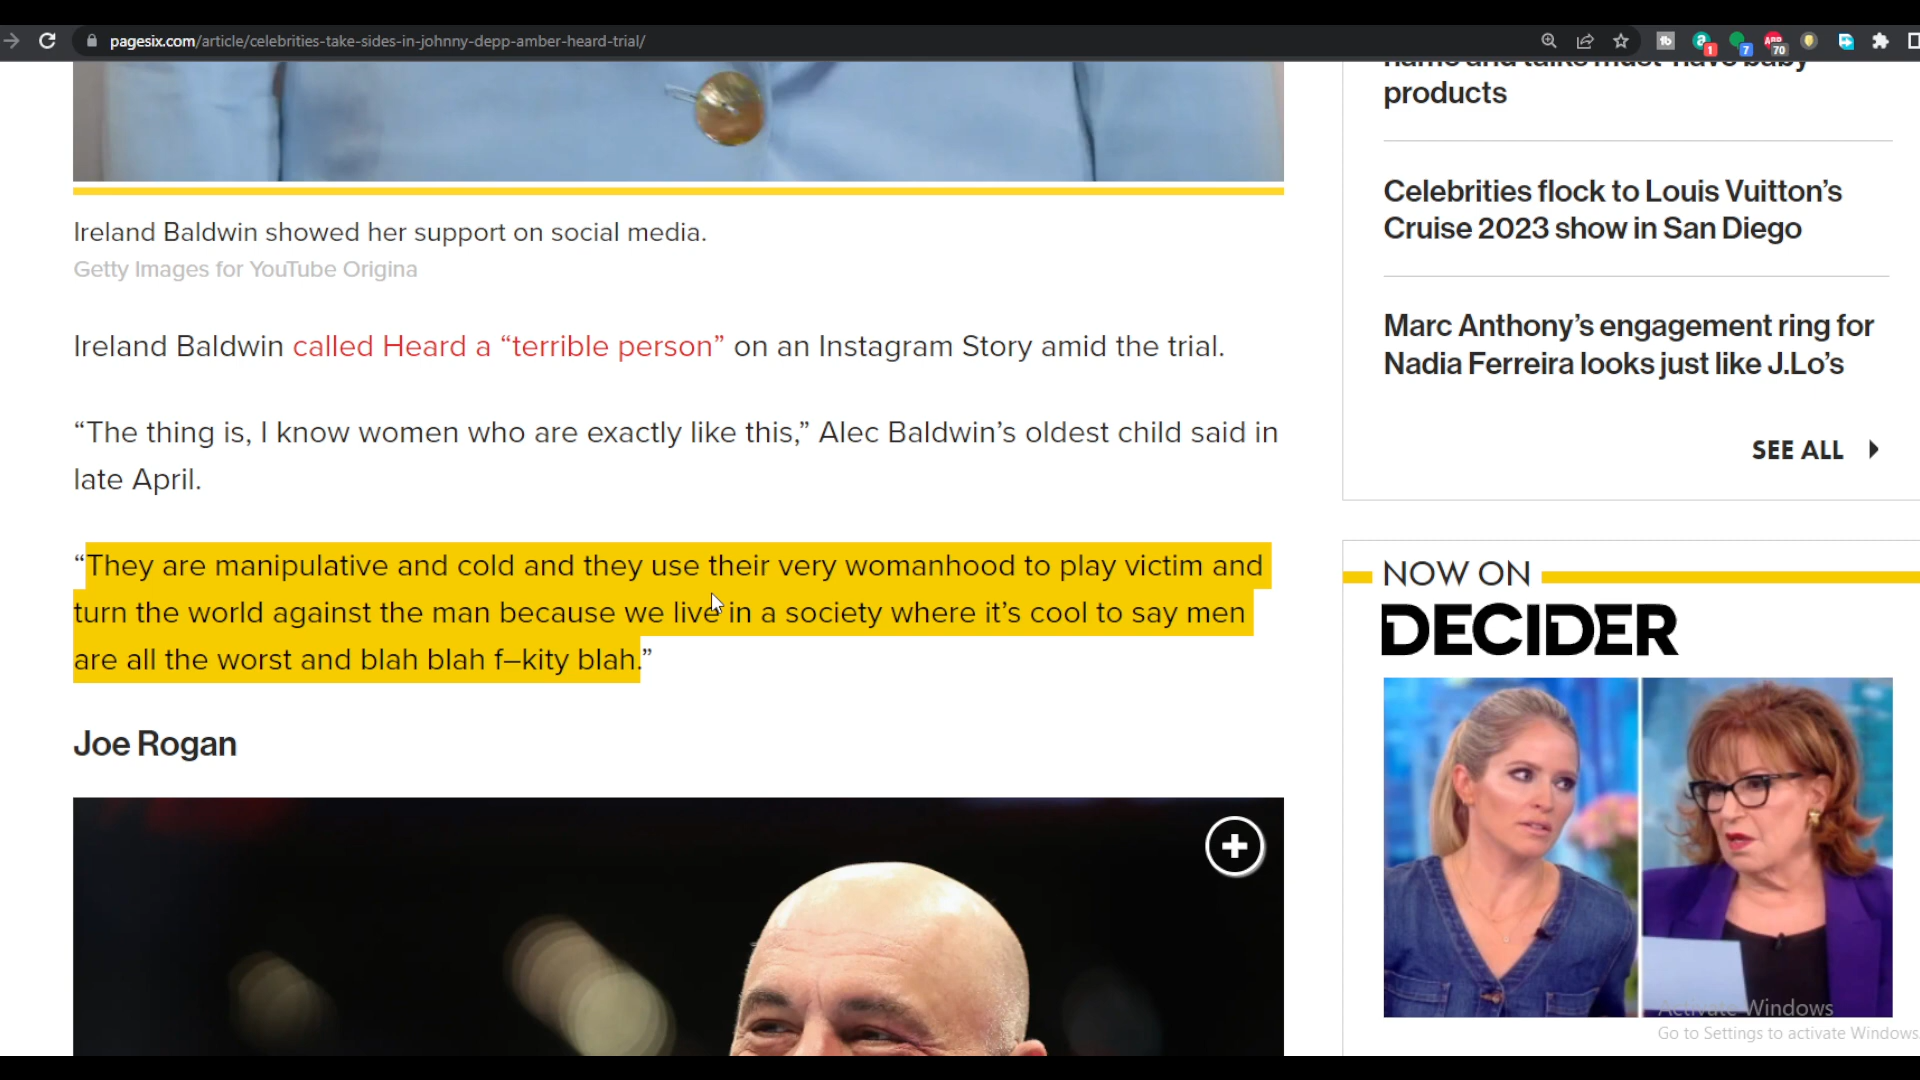 pagesix.com/article/celebrities-take-sides-in-johnny-depp-amber-heard-trial/
1
7
70
Ireland Baldwin showed her support on social media.
Getty Images for YouTube Origina
Ireland Baldwin called Heard a “terrible person” on an Instagram Story amid the trial.
“The thing is, I know women who are exactly like this,” Alec Baldwin’s oldest child said in
late April.
“They are manipulative and cold and they use their very womanhood to play victim and
turn the world against the man because we live in a society where it’s cool to say men
are all the worst and blah blah f–kity blah.”
Joe Rogan
name and talks must-have baby
products
Celebrities flock to Louis Vuitton’s
Cruise 2023 show in San Diego
Marc Anthony’s engagement ring for
Nadia Ferreira looks just like J.Lo’s
SEE ALL
NOW ON
DECIDER
Activate Windows
Go to Settings to activate Windows.